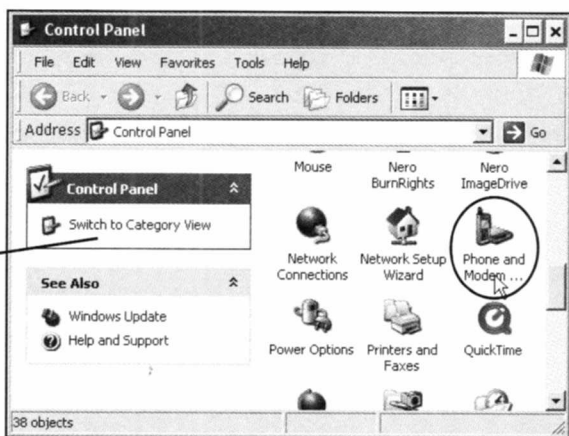 Control Panel
File Edit View Favorites Tools Help
Back Search Folders
Address Control Panel Go
Control Panel
Switch to Category View
See Also
Windows Update
Help and Support
Mouse Nero BurnRights Nero ImageDrive
Network Connections Network Setup Wizard Phone and Modem ...
Power Options Printers and Faxes QuickTime
38 objects